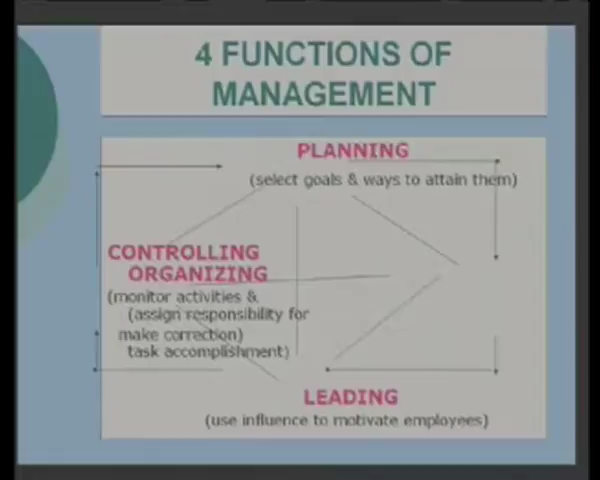 4 FUNCTIONS OF
MANAGEMENT
PLANNING
(select goals & ways to attain them)
CONTROLLING
ORGANIZING
(monitor activities &
(assign responsibility for
make correction)
task accomplishment)
LEADING
(use influence to motivate employees)